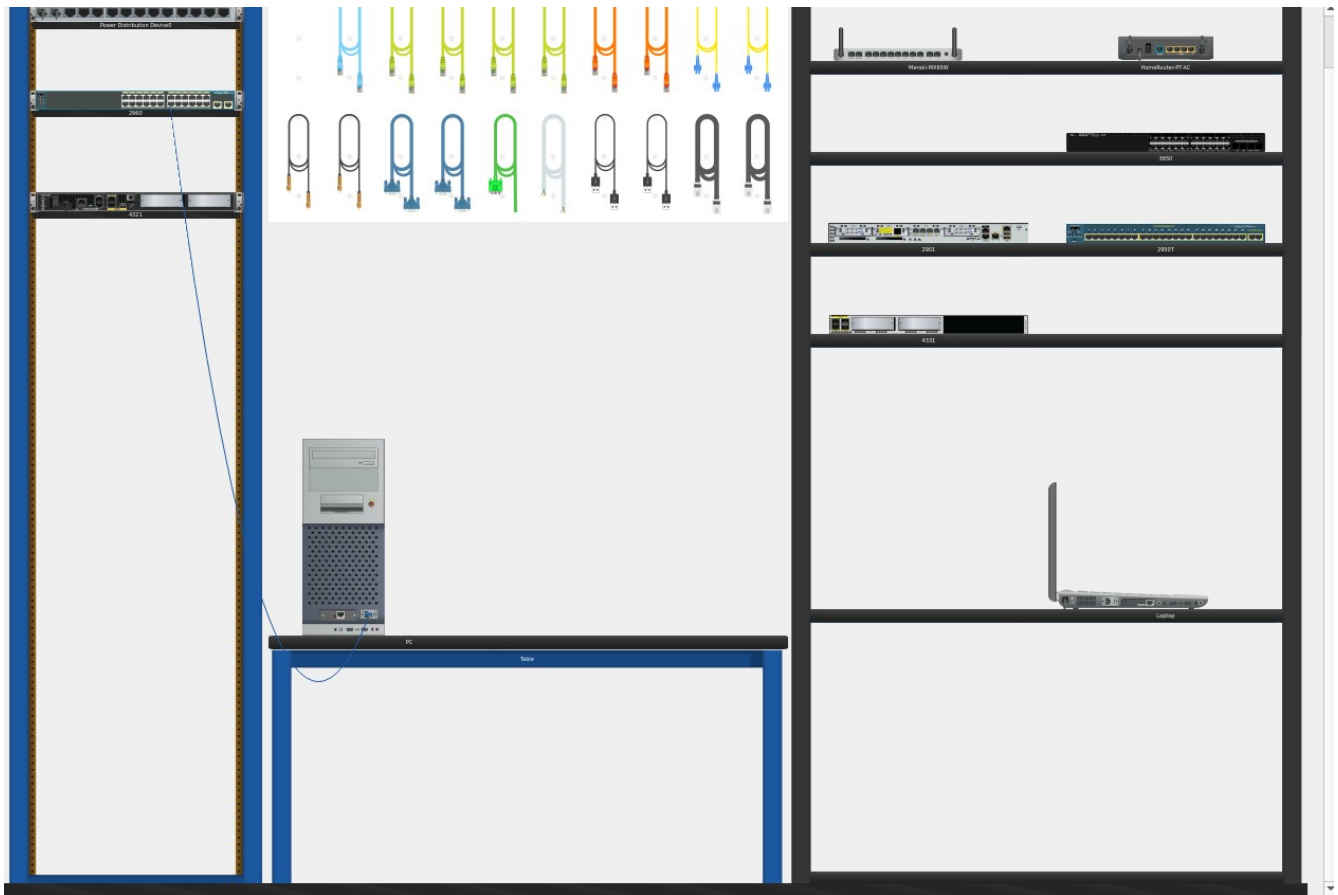 Power Distribution Device0
2960
4321
PC
Table
Meraki-MX65W
HomeRouter-PT-AC
3650
2901
2950T
4331
Laptop